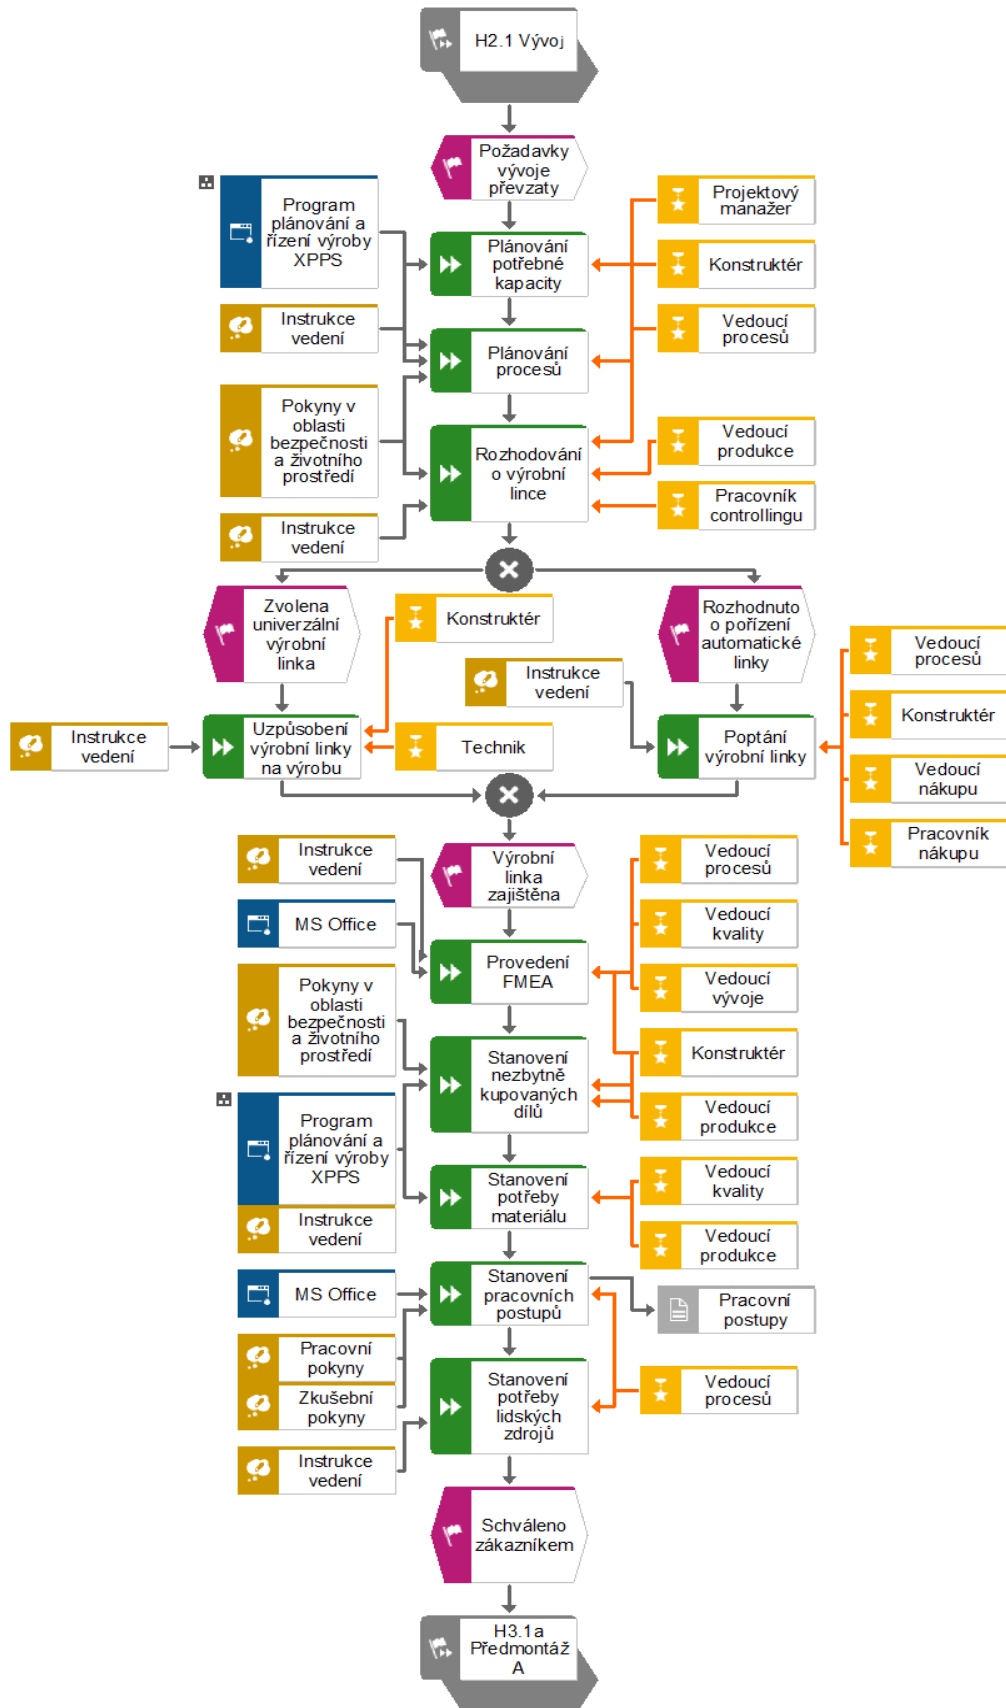 H2.1 Vývoj
Požadavky
vývoje
převzaty
Program
plánování a
řízení výroby
XPPS
Projektový
manažer
Plánování
potřebné
kapacity
Konstruktér
Instrukce
vedení
Plánování
procesů
Vedoucí
procesů
Pokyny v
oblasti
bezpečnosti
a životního
prostředí
Rozhodování
o výrobní
lince
Vedoucí
produkce
Pracovník
controllingu
Instrukce
vedení
Zvolena
univerzální
výrobní
linka
Konstruktér
Rozhodnuto
o pořízení
automatické
linky
Instrukce
vedení
Vedoucí
procesů
Konstruktér
Instrukce
vedení
Uzpůsobení
výrobní linky
na výrobu
Technik
Poptání
výrobní linky
Vedoucí
nákupu
Pracovník
nákupu
Instrukce
vedení
Výrobní
linka
zajištěna
Vedoucí
procesů
MS Office
Vedoucí
kvality
Provedení
FMEA
Vedoucí
vývoje
Pokyny v
oblasti
bezpečnosti
a životního
prostředí
Stanovení
nezbytně
kupovaných
dílů
Konstruktér
Vedoucí
produkce
Program
plánování a
řízení výroby
XPPS
Stanovení
potřeby
materiálu
Vedoucí
kvality
Instrukce
vedení
Vedoucí
produkce
MS Office
Stanovení
pracovních
postupů
Pracovní
postupy
Pracovní
pokyny
Zkušební
pokyny
Stanovení
potřeby
lidských
zdrojů
Vedoucí
procesů
Instrukce
vedení
Schváleno
zákazníkem
H3.1a
Předmontáž
A